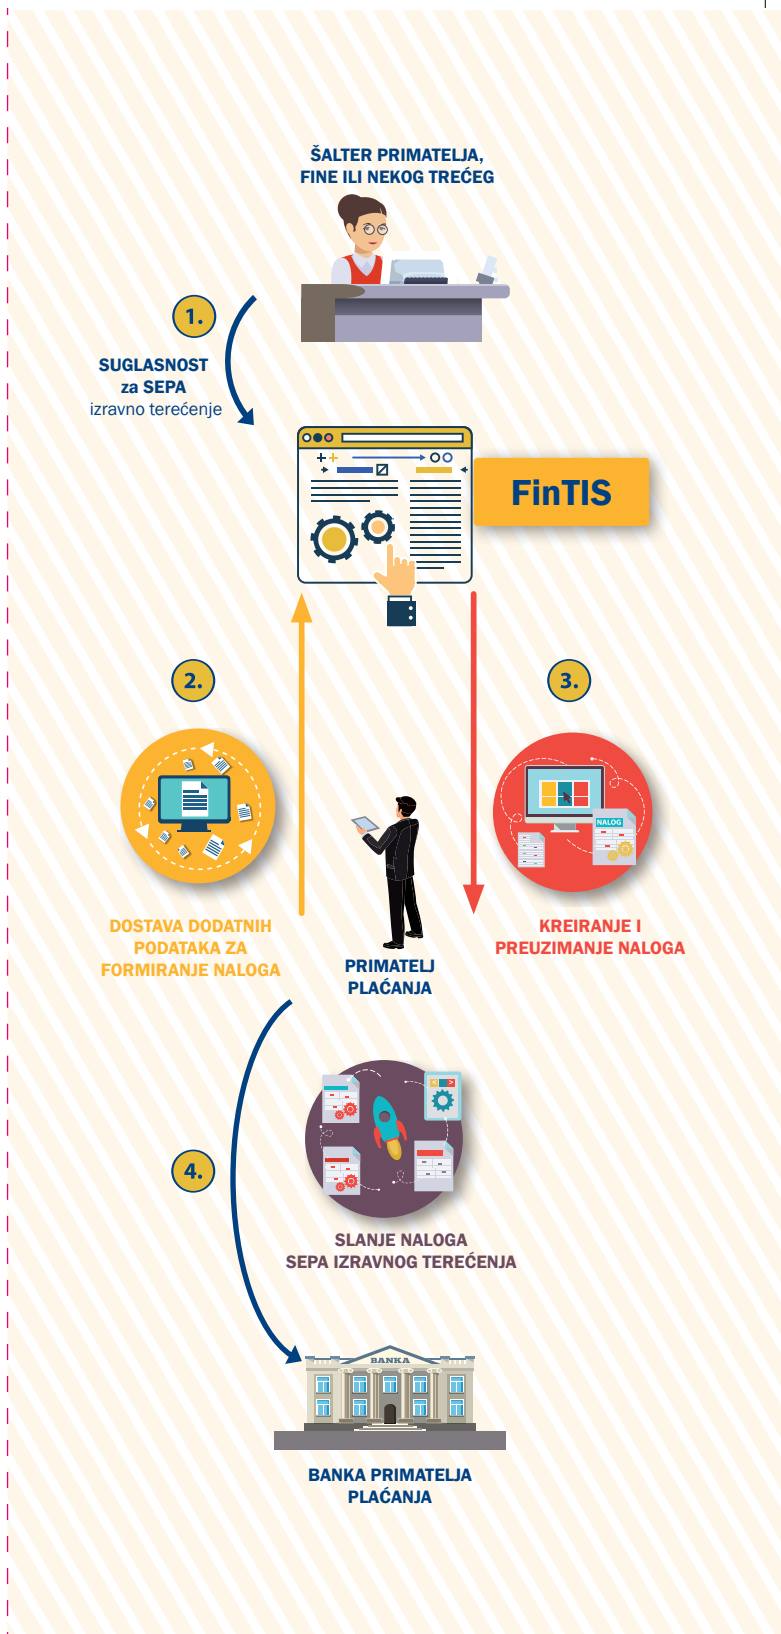 ŠALTER PRIMATELJA,
FINE ILI NEKOG TREĆEG
1.
SUGLASNOST
za SEPA
izravno terećenje
FinTIS
2.
3.
NALOG
DOSTAVA DODATNIH
PODATAKA ZA
FORMIRANJE NALOGA
KREIRANJE I
PREUZIMANJE NALOGA
PRIMATELJ
PLAĆANJA
4.
SLANJE NALOGA
SEPA IZRAVNOG TEREĆENJA
BANKA
BANKA PRIMATELJA
PLAĆANJA